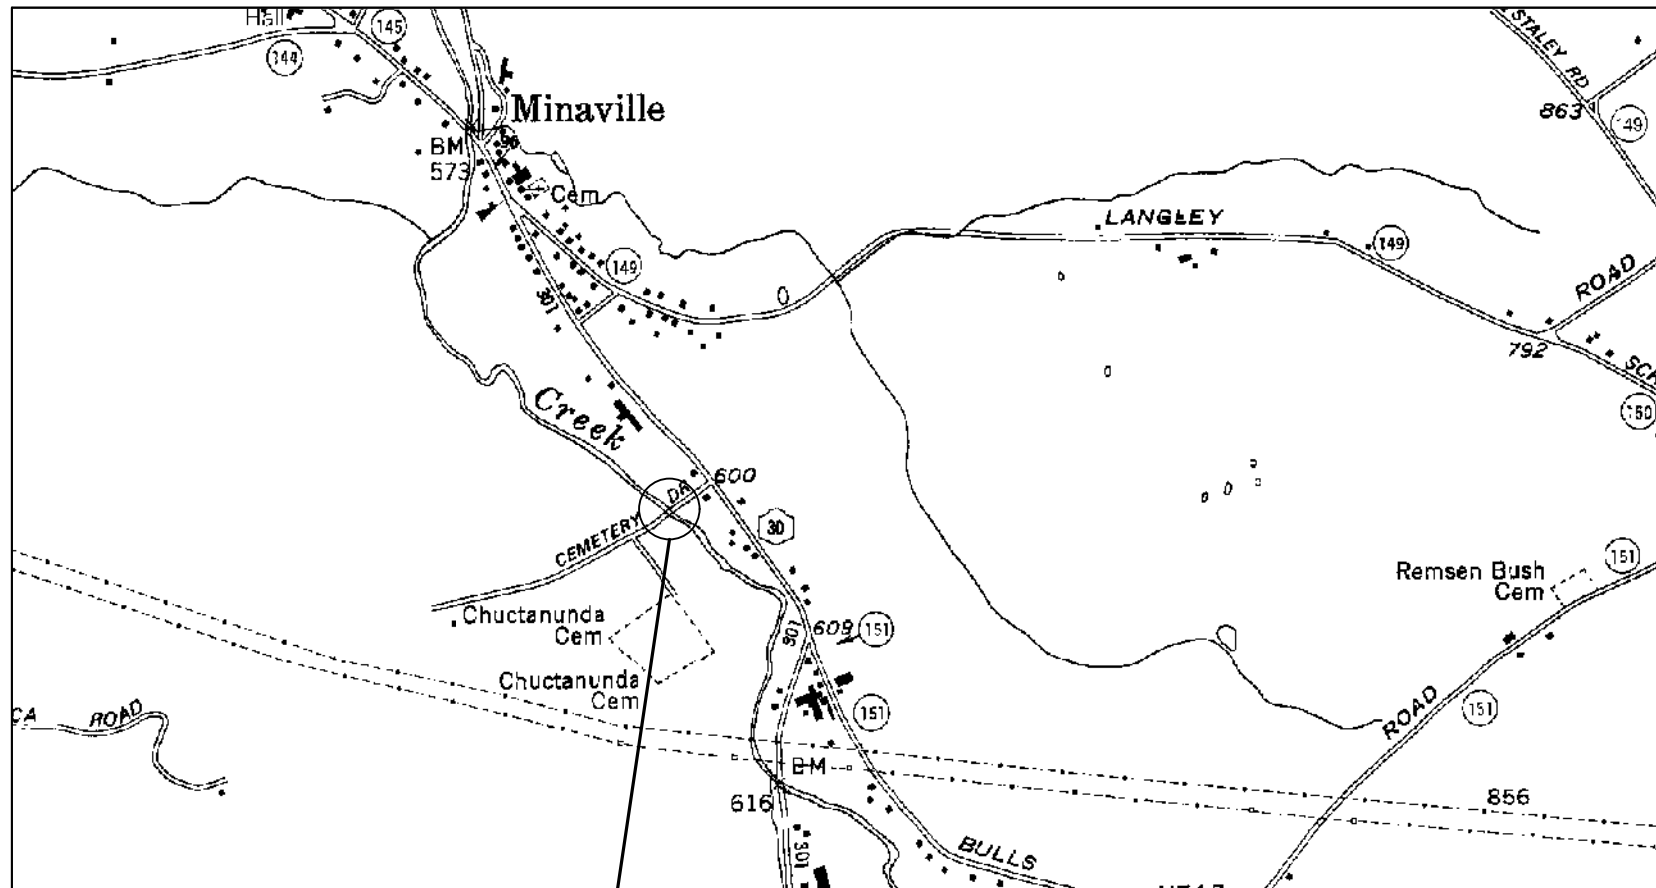 Hall
145
144
STALEY RD
863
149
Minaville
BM
573
96
Cem
LANGLEY
149
149
ROAD
301
792
SCH
150
Creek
600
CEMETERY DR
30
151
Remsen Bush
Cem
Chuctanunda
Cem
301
609
151
Chuctanunda
Cem
CA ROAD
151
ROAD
151
BM
616
856
301
BULLS